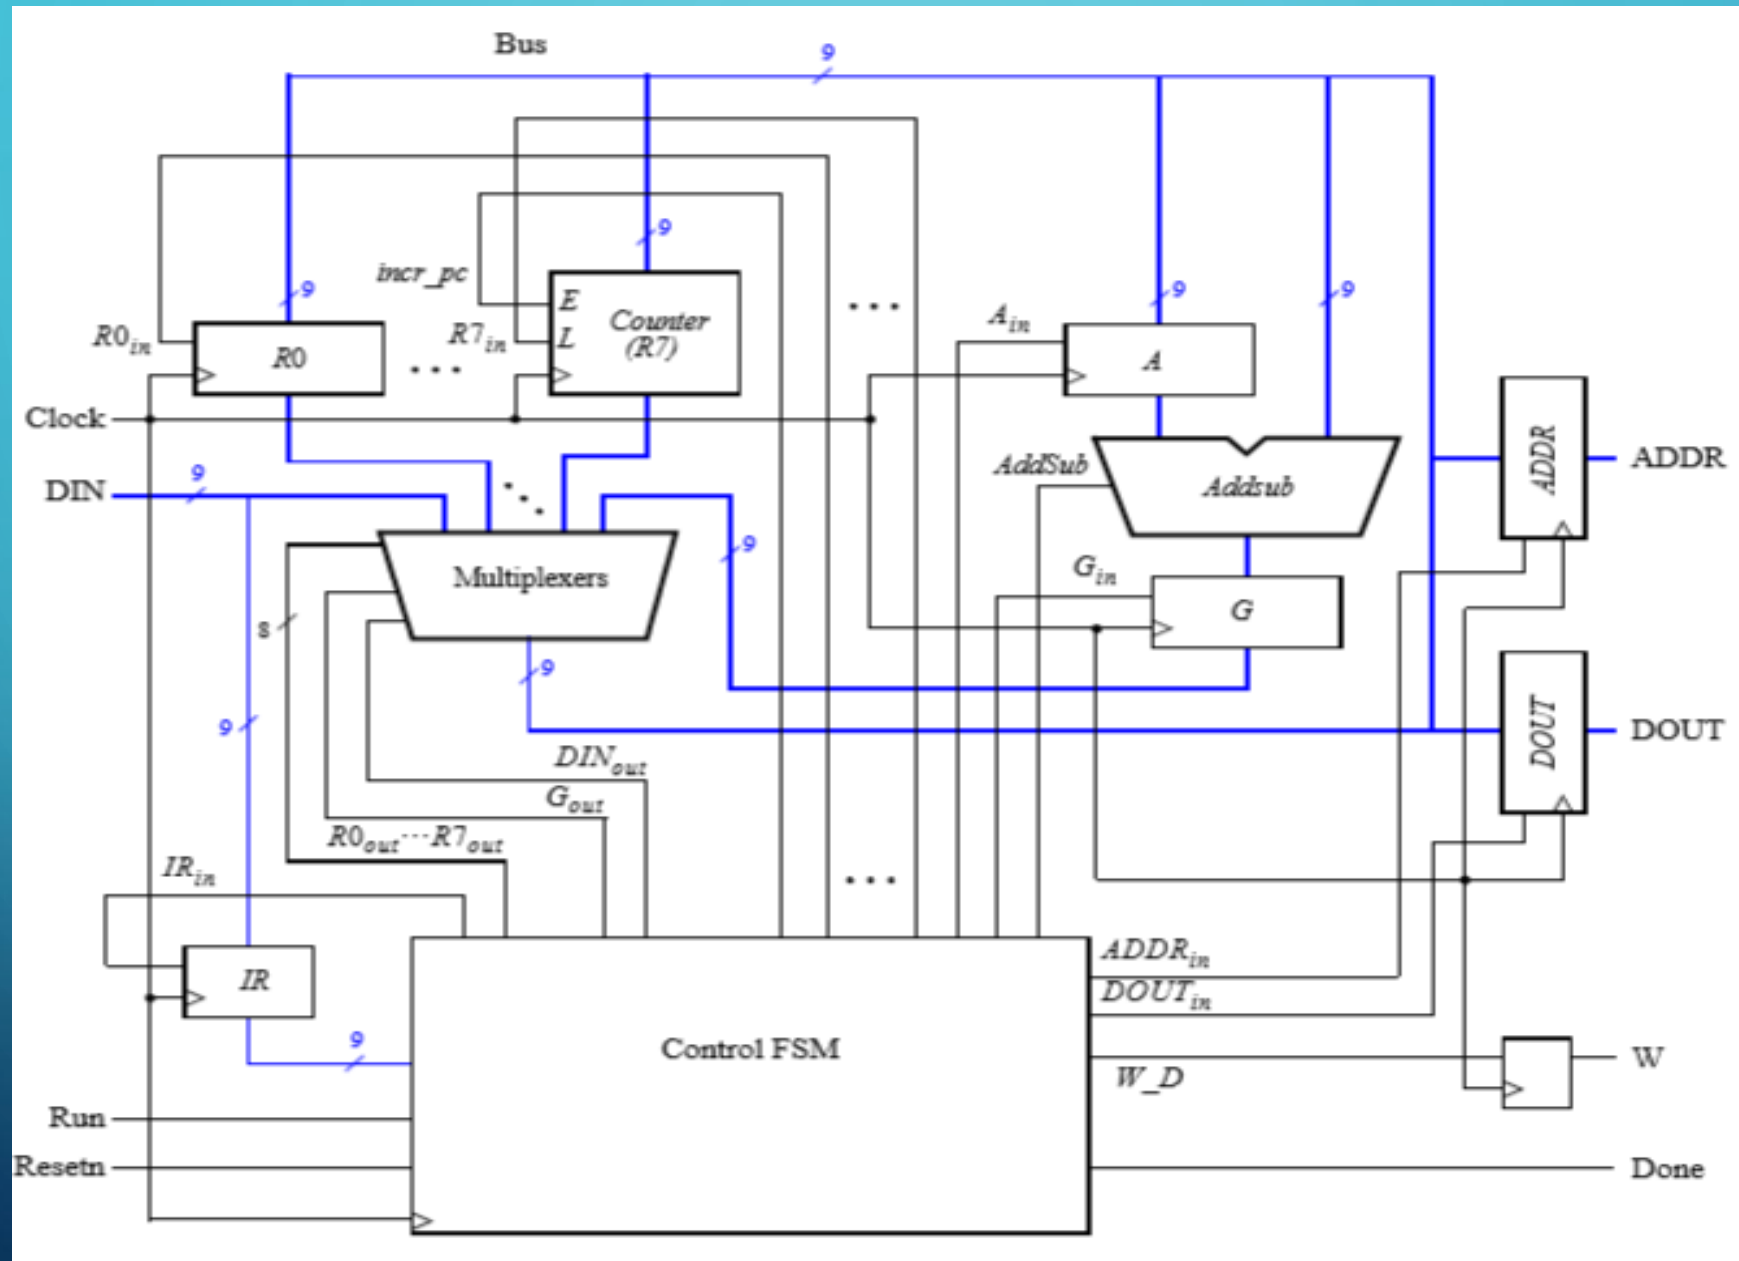 Bus
9
9
incr_pc
E
Counter
(R7)
R7in
L
9
R0in
R0
• • •
• • •
9
9
Ain
A
Clock
DIN
9
AddSub
Addsub
ADDR
ADDR
Multiplexers
9
8
Gin
G
9
9
DOUT
DOUT
DINout
Gout
R0out···R7out
IRin
• • •
IR
9
Control FSM
ADDRin
DOUTin
W_D
W
Run
Resetn
Done